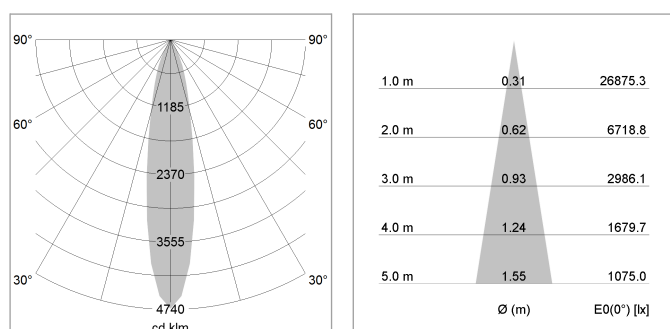 90° 90°
1185
60° 60°
2370
3555
30° 30°
4740
cd klm
1.0 m 0.31 26875.3
2.0 m 0.62 6718.8
3.0 m 0.93 2986.1
4.0 m 1.24 1679.7
5.0 m 1.55 1075.0
Ø (m) E0(0°) [lx]